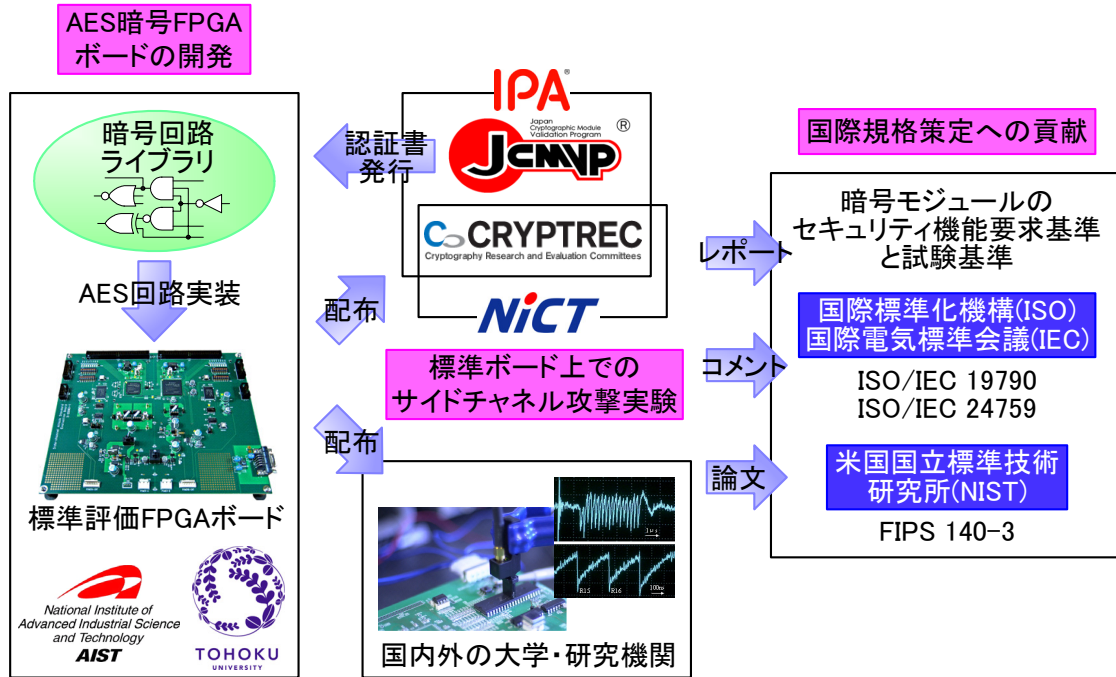 AES暗号FPGA
ボードの開発
暗号回路
ライブラリ
AES回路実装
標準評価FPGAボード
National Institute of
Advanced Industrial Science
and Technology
AIST
TOHOKU
UNIVERSITY
認証書
発行
配布
配布
IPA®
Japan
Cryptographic Module
Validation Program
®
JCMVP
CRYPTREC
Cryptography Research and Evaluation Committees
NICT
標準ボード上での
サイドチャネル攻撃実験
1μs
R15
R16
100ns
国内外の大学・研究機関
レポート
コメント
論文
国際規格策定への貢献
暗号モジュールの
セキュリティ機能要求基準
と試験基準
国際標準化機構(ISO)
国際電気標準会議(IEC)
ISO/IEC 19790
ISO/IEC 24759
米国国立標準技術
研究所(NIST)
FIPS 140-3